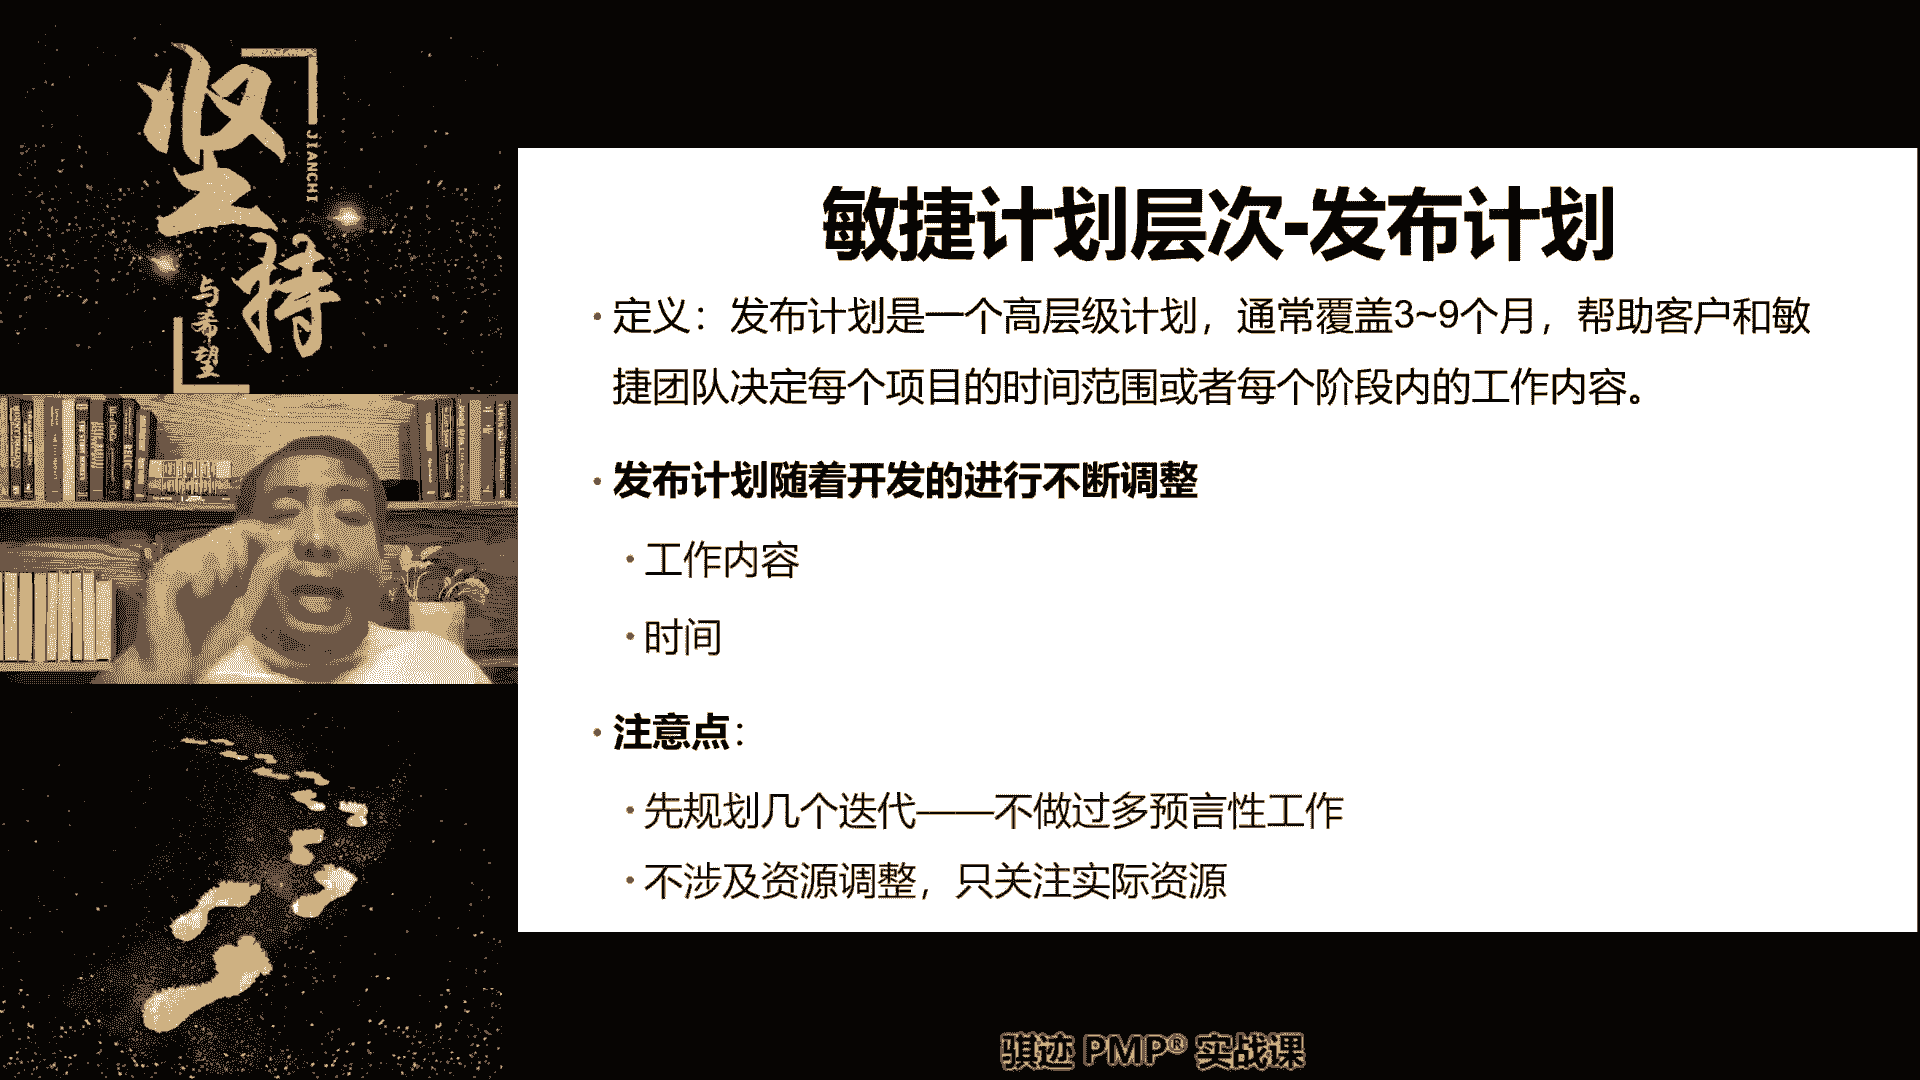 坚持
JIANCHI
与希望
敏捷计划层次-发布计划
•定义：发布计划是一个高层级计划，通常覆盖3~9个月，帮助客户和敏
捷团队决定每个项目的时间范围或者每个阶段内的工作内容。
•发布计划随着开发的进行不断调整
•工作内容
•时间
•注意点：
•先规划几个迭代——不做过多预言性工作
•不涉及资源调整，只关注实际资源
骐迹 PMP® 实战课